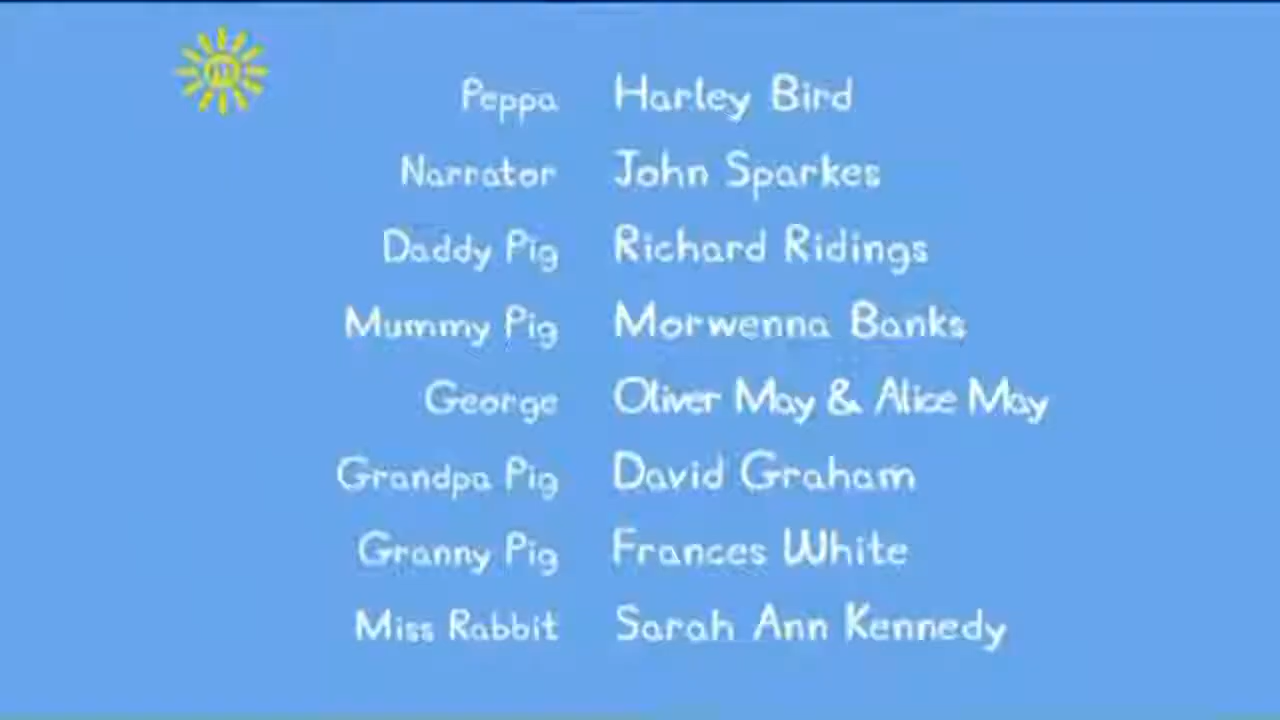 Peppa Harley Bird
Narrator John Sparkes
Daddy Pig Richard Ridings
Mummy Pig Morwenna Banks
George Oliver May & Alice May
Grandpa Pig David Graham
Granny Pig Frances White
Miss Rabbit Sarah Ann Kennedy